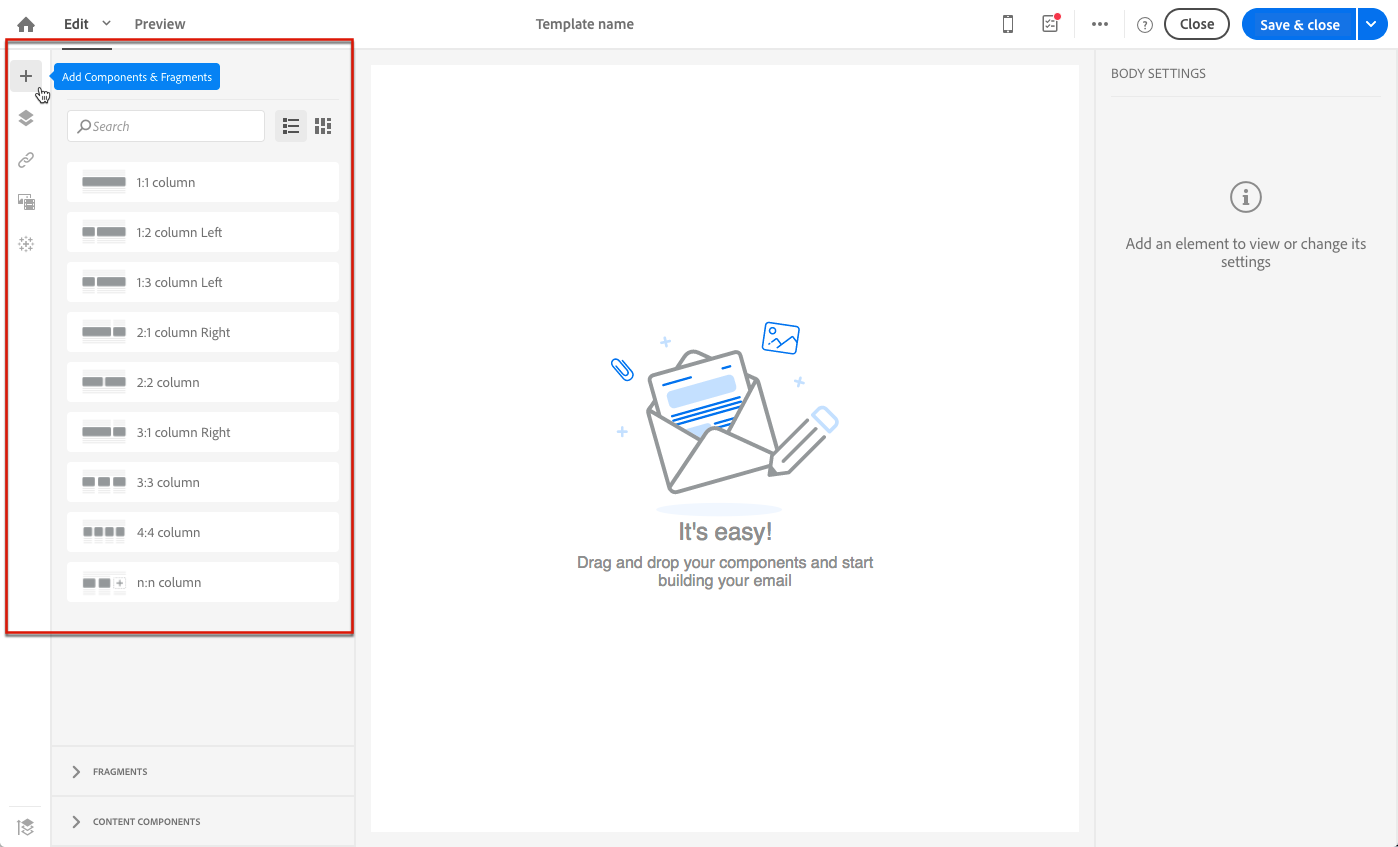 Edit
Preview
Template name
Close
Save & close
Add Components & Fragments
Search
1:1 column
1:2 column Left
1:3 column Left
2:1 column Right
2:2 column
3:1 column Right
3:3 column
4:4 column
n:n column
FRAGMENTS
CONTENT COMPONENTS
It's easy!
Drag and drop your components and start
building your email
BODY SETTINGS
Add an element to view or change its
settings